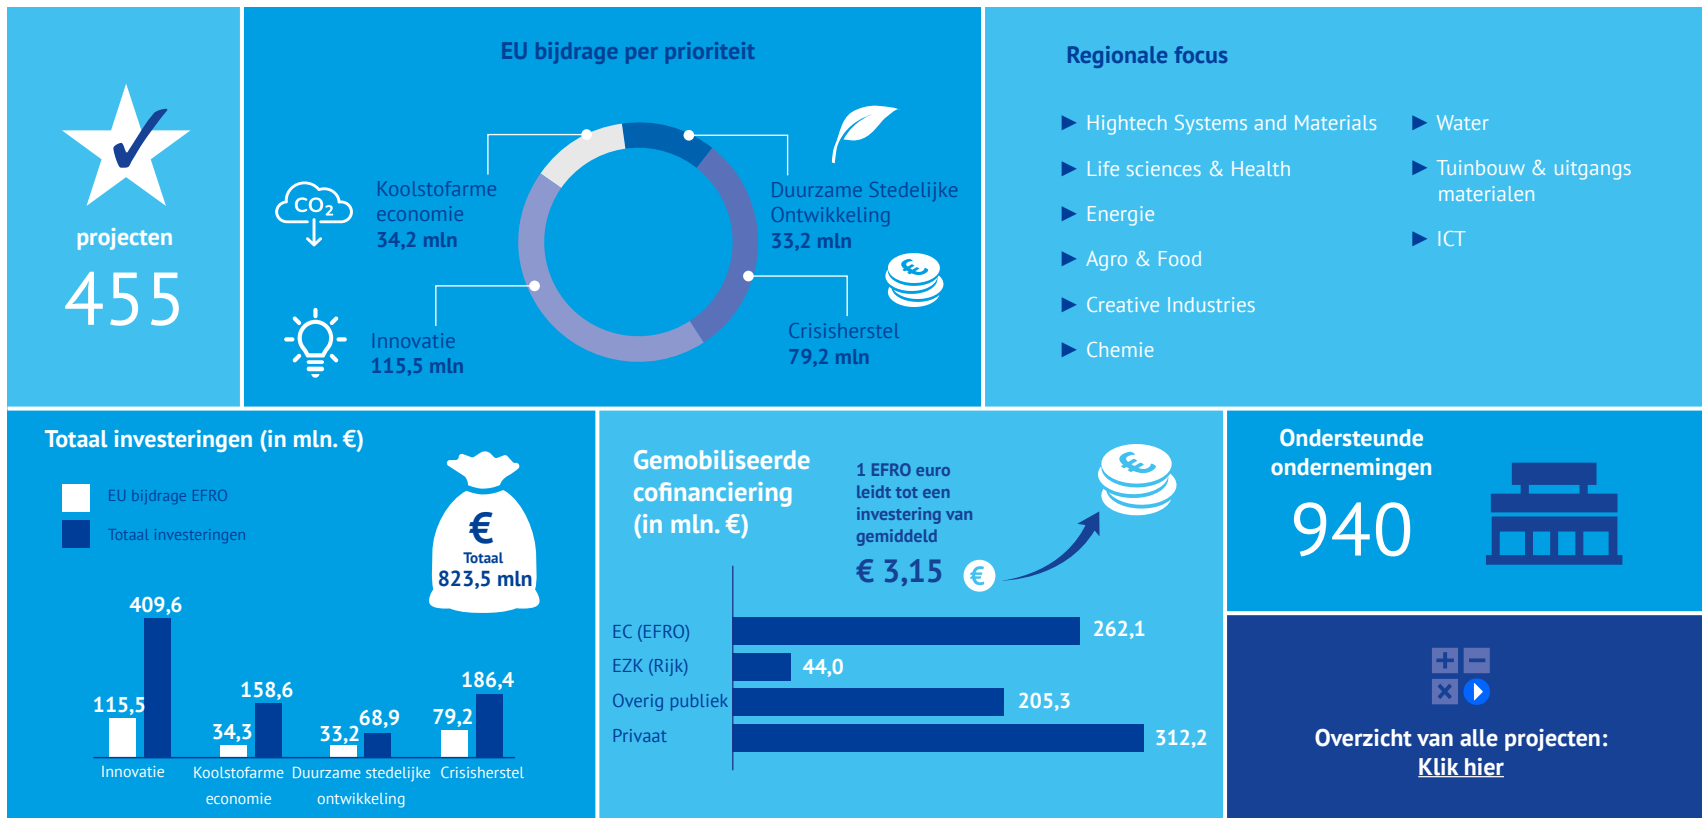 projecten
455
EU bijdrage per prioriteit
CO2
Koolstofarme
economie
34,2 mln
Duurzame Stedelijke
Ontwikkeling
33,2 mln
Innovatie
115,5 mln
Crisisherstel
79,2 mln
Regionale focus
Hightech Systems and Materials
Life sciences & Health
Energie
Agro & Food
Creative Industries
Chemie
Water
Tuinbouw & uitgangs
materialen
ICT
Totaal investeringen (in mln. €)
EU bijdrage EFRO
Totaal investeringen
€
Totaal
823,5 mln
115,5
409,6
34,3
158,6
33,2
68,9
79,2
186,4
Innovatie
Koolstofarme
economie
Duurzame stedelijke
ontwikkeling
Crisisherstel
Gemobiliseerde
cofinanciering
(in mln. €)
1 EFRO euro
leidt tot een
investering van
gemiddeld
€ 3,15
€
€
EC (EFRO)
262,1
EZK (Rijk)
44,0
Overig publiek
205,3
Privaat
312,2
Ondersteunde
ondernemingen
940
Overzicht van alle projecten:
Klik hier